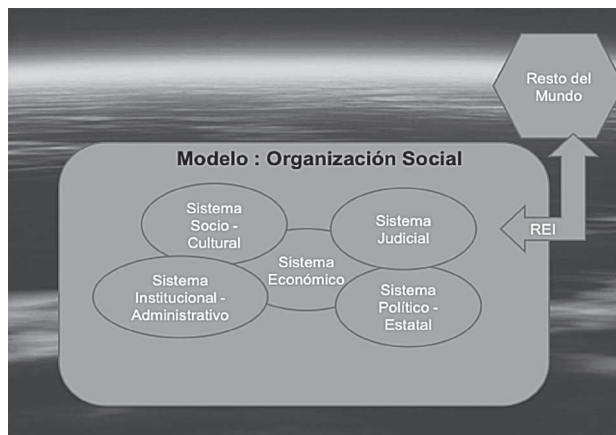 Resto del
Mundo
Modelo : Organización Social
Sistema
Socio -
Cultural
Sistema
Judicial
REI
Sistema
Económico
Sistema
Institucional -
Administrativo
Sistema
Político -
Estatal